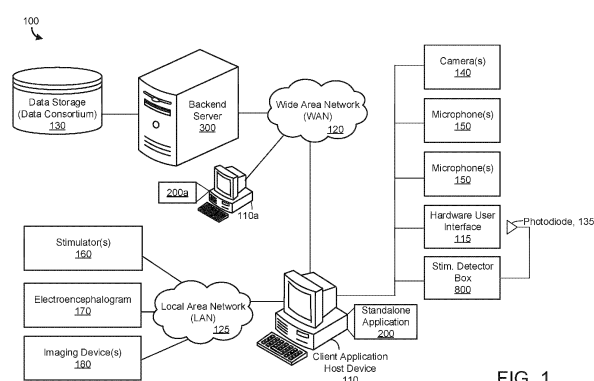 100
Data Storage
(Data Consortium)
130
Backend
Server
300
Wide Area Network
(WAN)
120
200a
110a
Camera(s)
140
Microphone(s)
150
Microphone(s)
150
Hardware User
Interface
115
Photodiode, 135
Stim. Detector
Box
800
Stimulator(s)
160
Electroencephalogram
170
Imaging Device(s)
180
Local Area Network
(LAN)
125
Standalone
Application
200
Client Application
Host Device
110
FIG. 1